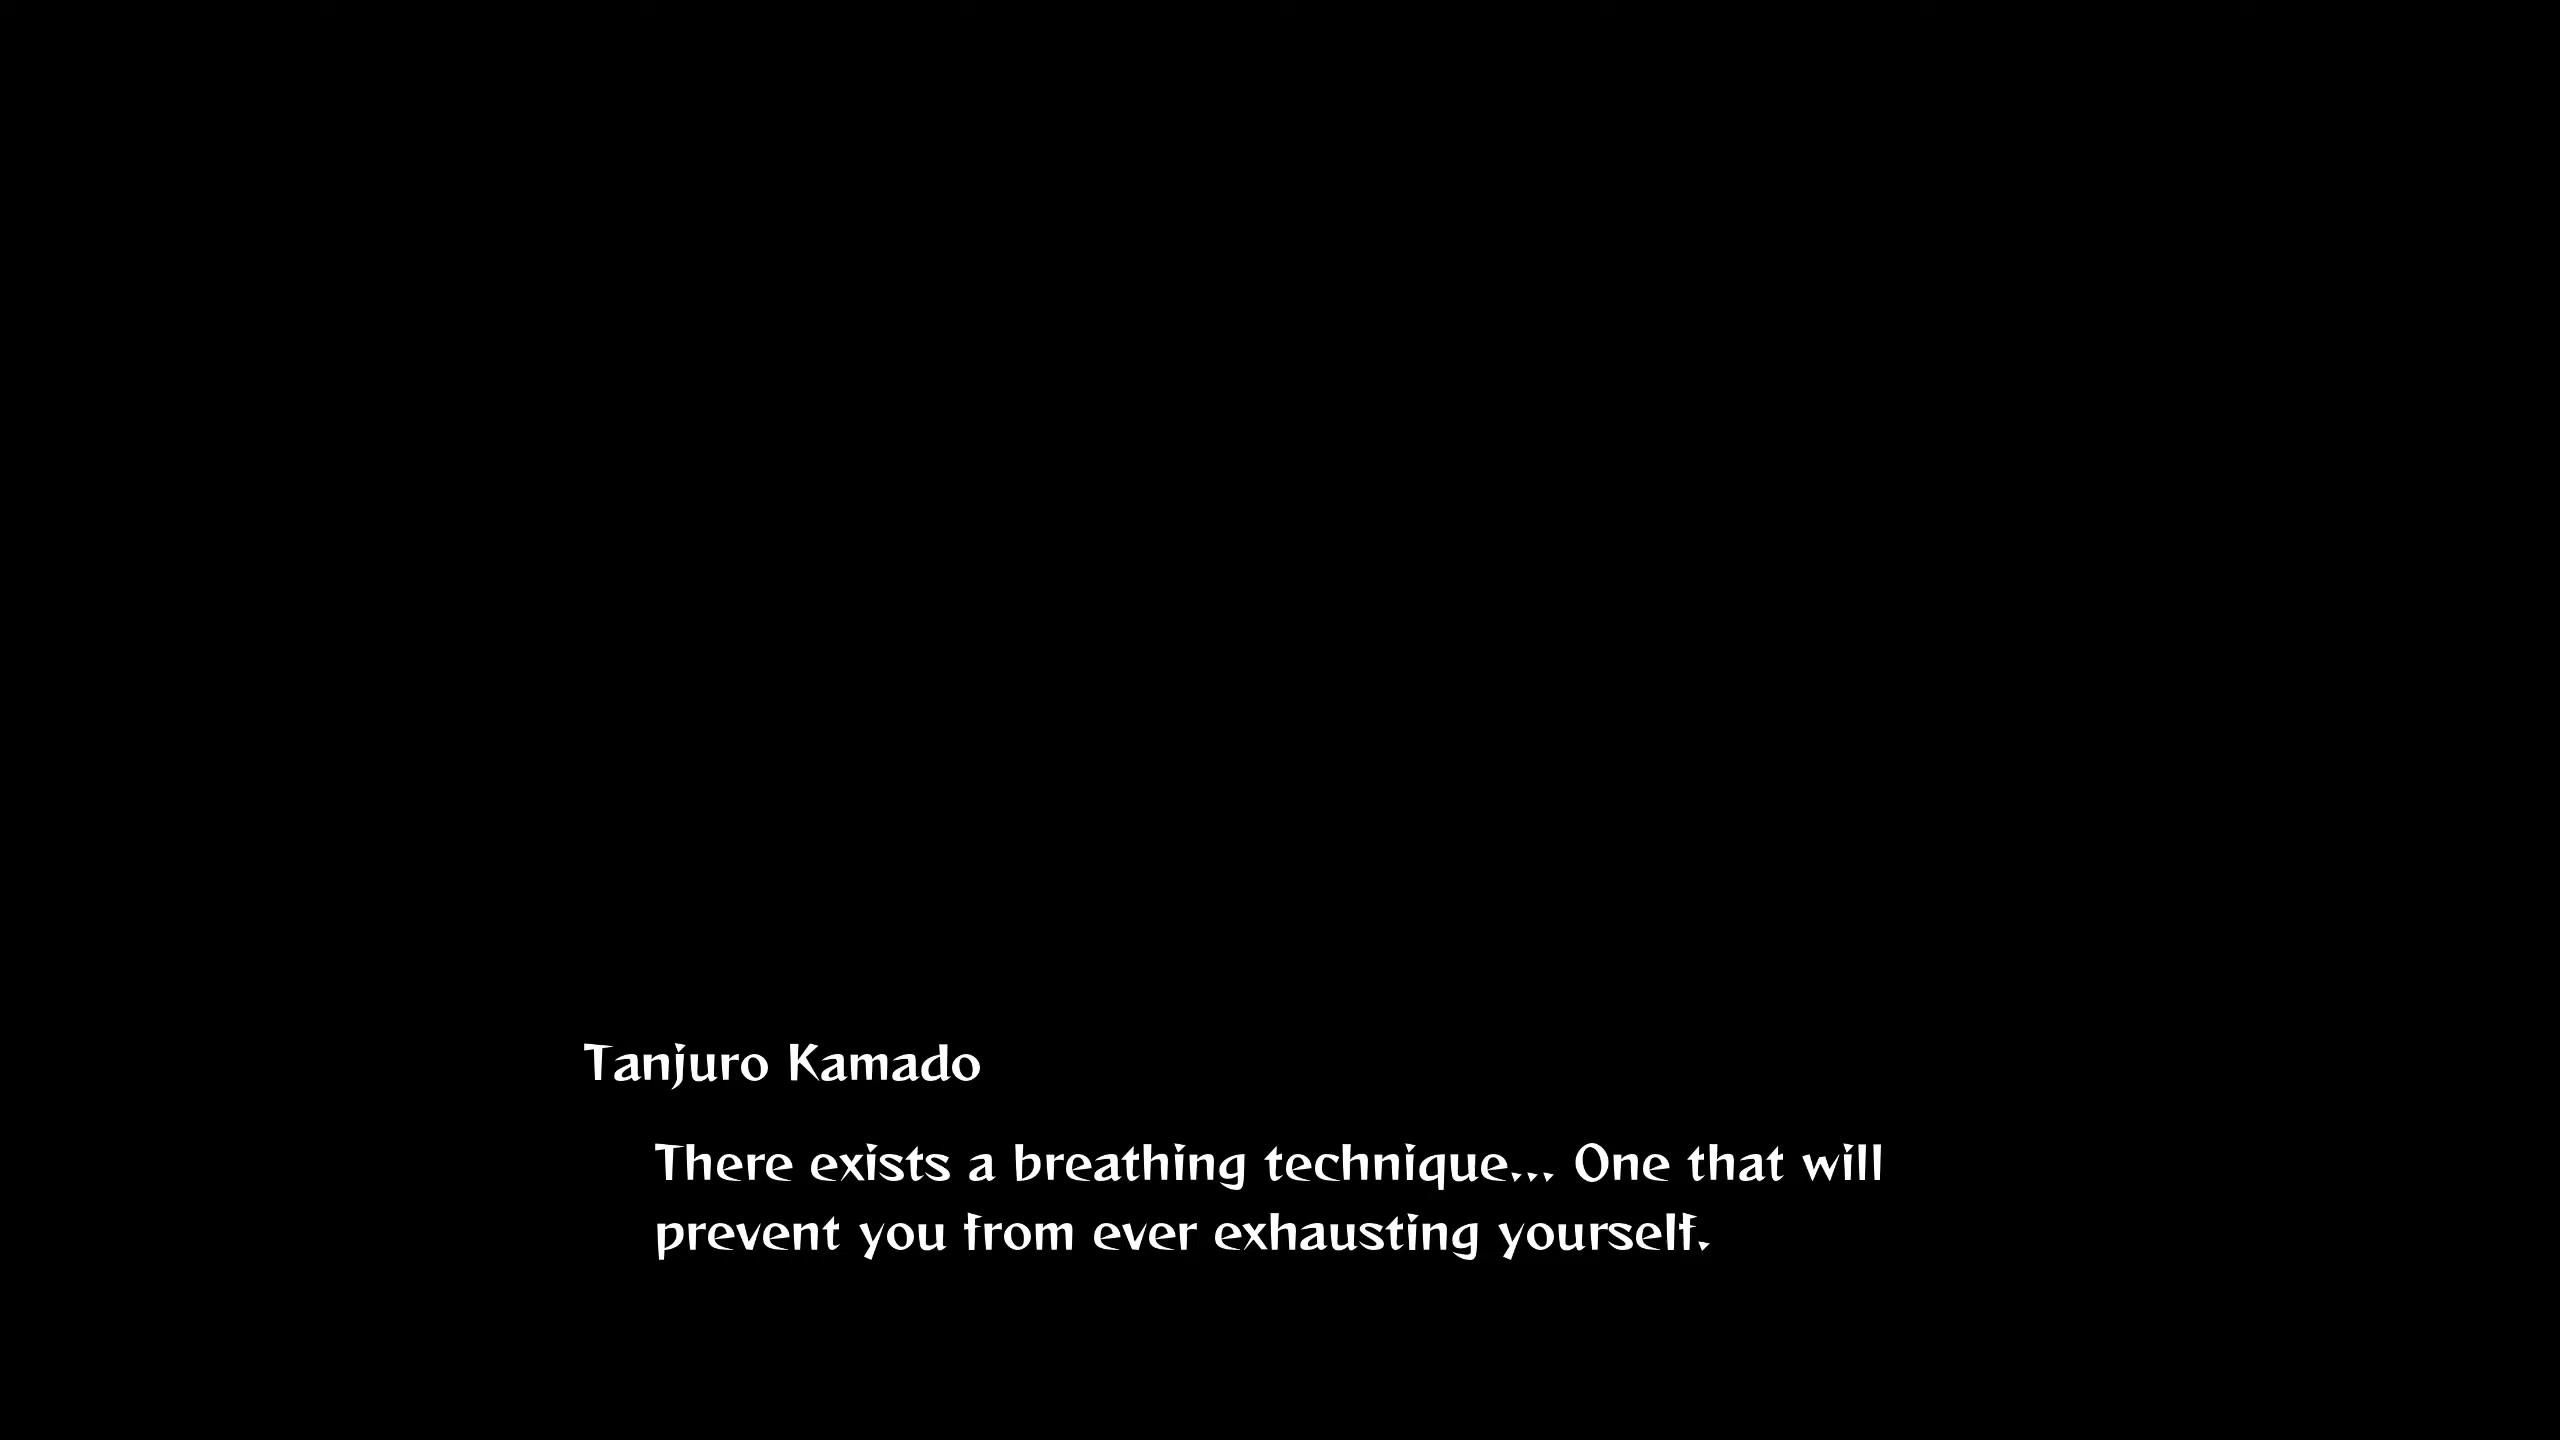 Tanjuro Kamado
There exists a breathing technique... One that will
prevent you from ever exhausting yourself.